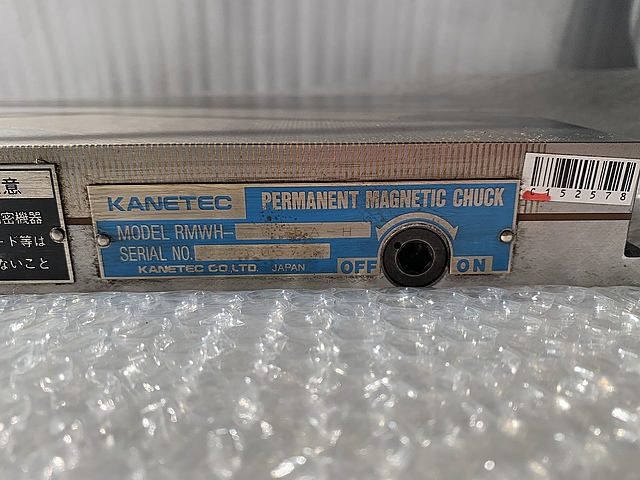 意
密機器
ード等は
ないこと
KANETEC
PERMANENT MAGNETIC CHUCK
MODEL RMWH- A H
SERIAL NO.
KANETEC CO.,LTD. JAPAN
OFF ON
C152578